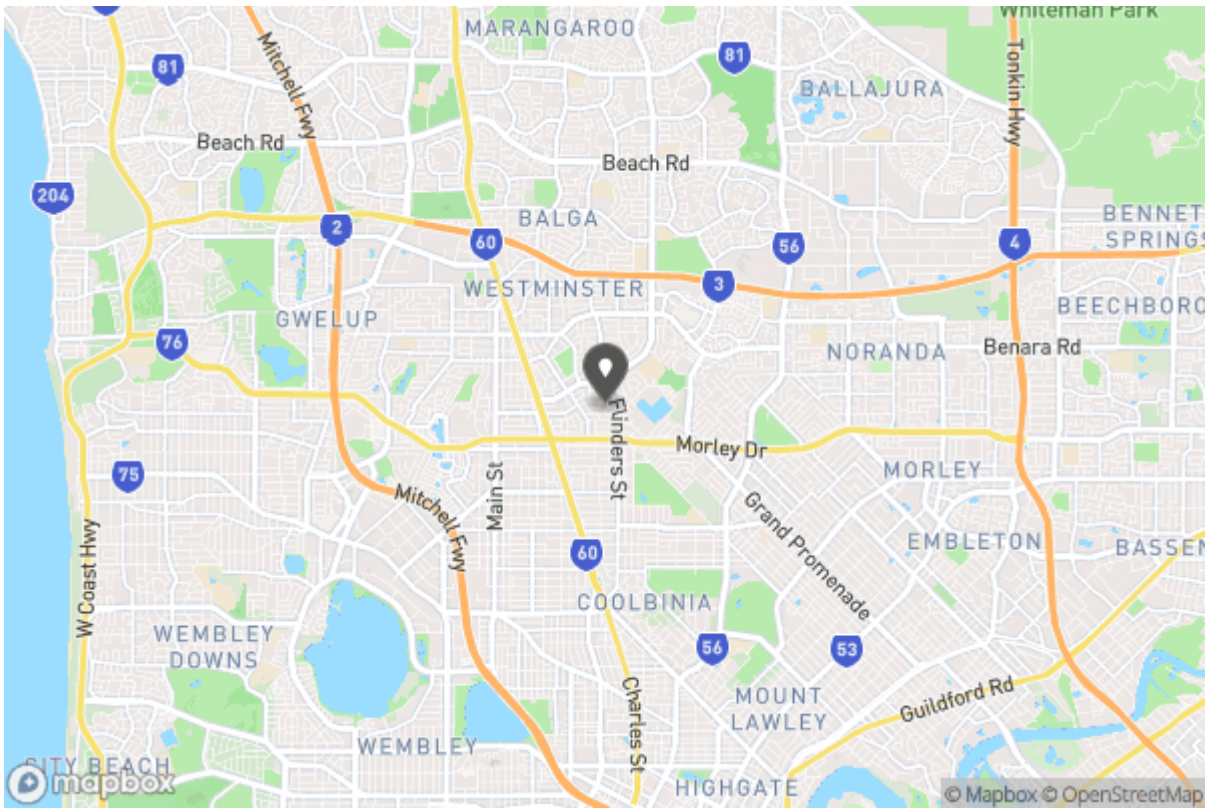 Whiteman Park
MARANGAROO
81
81
Mitchell Fwy
Tonkin Hwy
BALLAJURA
Beach Rd
Beach Rd
204
2
BALGA
60
56
4
BENNET
SPRINGS
3
WESTMINSTER
GWELUP
BEECHBORO
76
NORANDA
Benara Rd
Flinders St
Morley Dr
75
Main St
MORLEY
Mitchell Fwy
Grand Promenade
W Coast Hwy
60
EMBLETON
BASSEN
COOLBINIA
WEMBLEY
DOWNS
56
53
Charles St
MOUNT
LAWLEY
Guildford Rd
WEMBLEY
CITY BEACH
HIGHGATE
mapbox
© Mapbox © OpenStreetMap